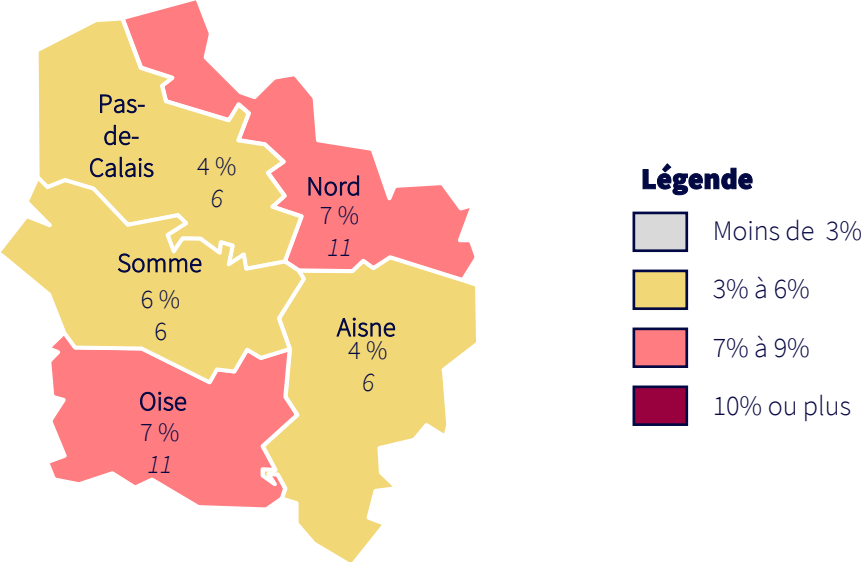 Pas-
de-
Calais
4 %
6
Nord
7 %
11
Somme
6 %
6
Aisne
4 %
6
Oise
7 %
11
Légende
Moins de 3%
3% à 6%
7% à 9%
10% ou plus